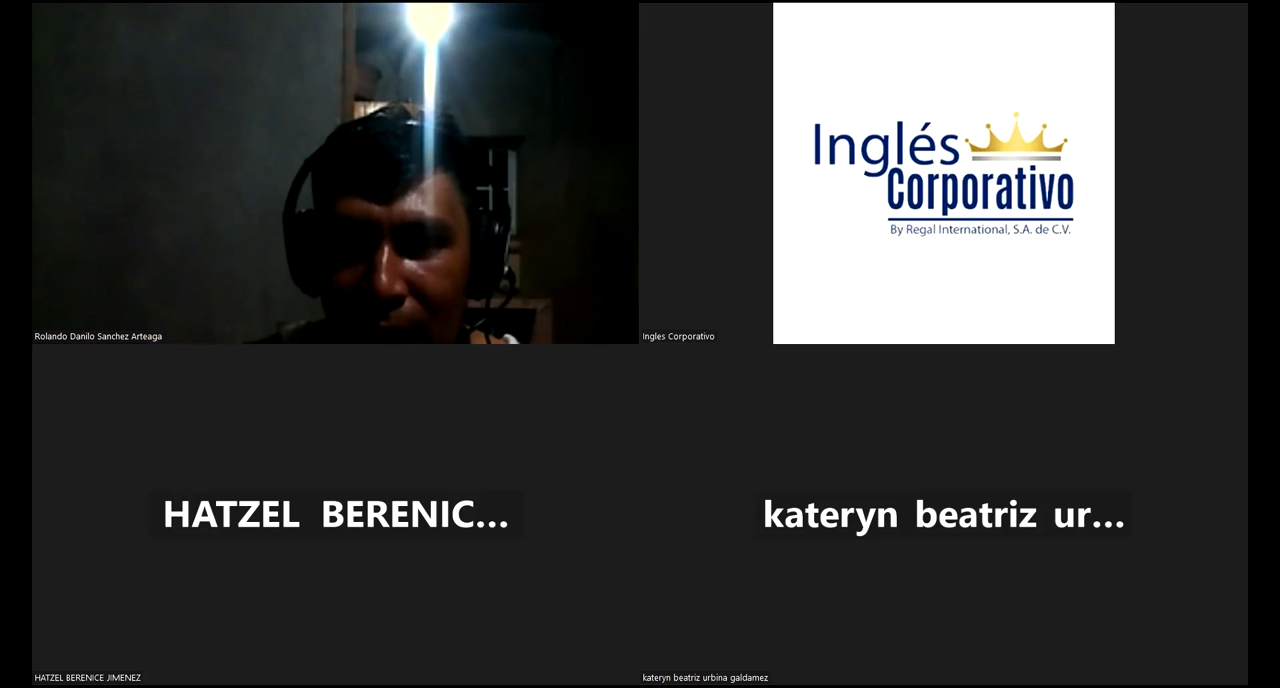 Inglés
Corporativo
By Regal International, S.A. de C.V.
Rolando Danilo Sanchez Arteaga
Ingles Corporativo
HATZEL BERENIC...
kateryn beatriz ur...
HATZEL BERENICE JIMENEZ
kateryn beatriz urbina galdamez